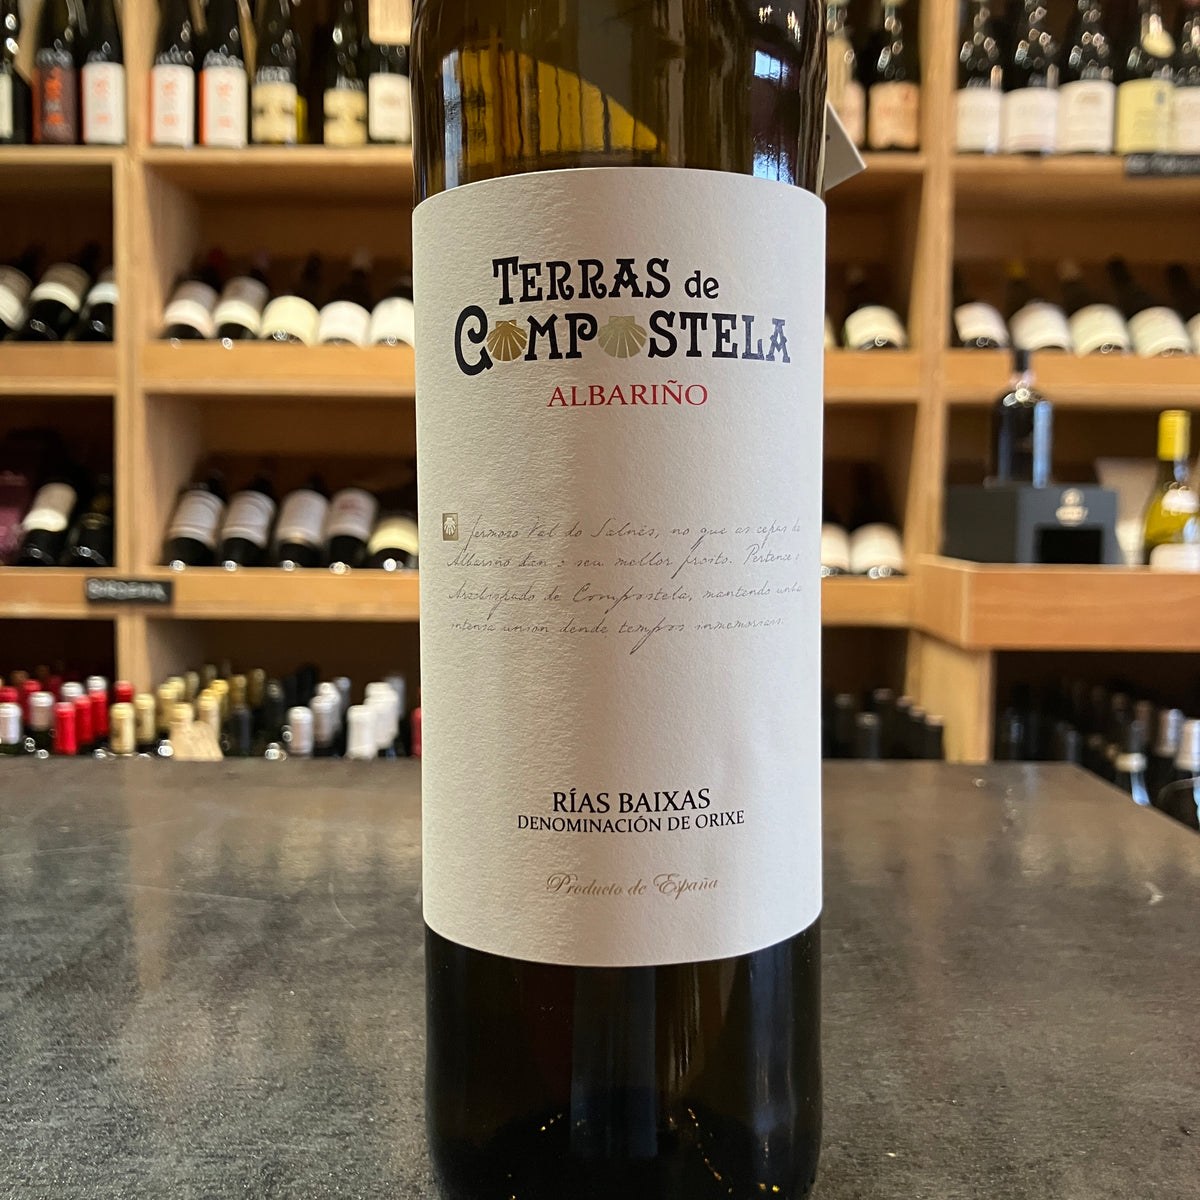 TERRAS de
COMPOSTELA
ALBARIÑO
fermoso Val do Salnés, no que as cepas de
Albariño dan o seu mellor froito. Pertence ó
Arcebispado de Compostela, mantendo unha
intensa unión dende tempos inmemoriais.
RÍAS BAIXAS
DENOMINACIÓN DE ORIXE
Producto de España